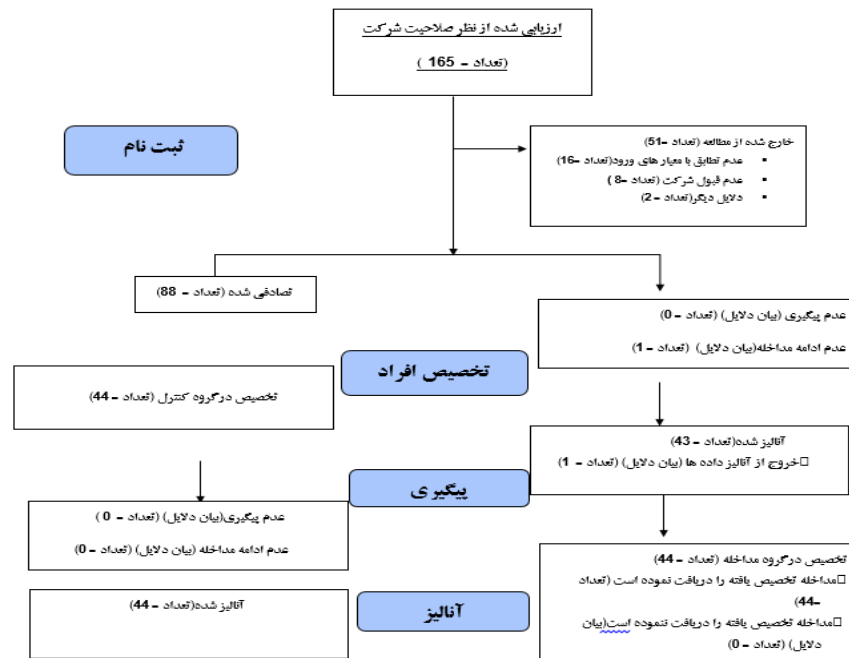 ارزیابی شده از نظر صلاحیت شرکت
(تعداد – 165 )
ثبت نام
خارج شده از مطالعه (تعداد –51)
▪ عدم تطابق با معیار های ورود(تعداد –16)
▪ عدم قبول شرکت (تعداد –8 )
▪ دلایل دیگر(تعداد – 2)
تصادفی شده (تعداد – 88)
عدم پیگیری (بیان دلایل) (تعداد – 0)
عدم ادامه مداخله(بیان دلایل) (تعداد – 1)
تخصیص افراد
تخصیص درگروه کنترل (تعداد – 44)
آنالیز شده(تعداد – 43)
□خروج از آنالیز داده ها (بیان دلایل) (تعداد – 1)
پیگیری
عدم پیگیری(بیان دلایل) (تعداد – 0 )
عدم ادامه مداخله (بیان دلایل) (تعداد – 0)
تخصیص درگروه مداخله (تعداد – 44)
□مداخله تخصیص یافته را دریافت نموده است (تعداد
–44)
□مداخله تخصیص یافته را دریافت ننموده است(بیان
دلایل) (تعداد – 0)
آنالیز
آنالیز شده(تعداد – 44)